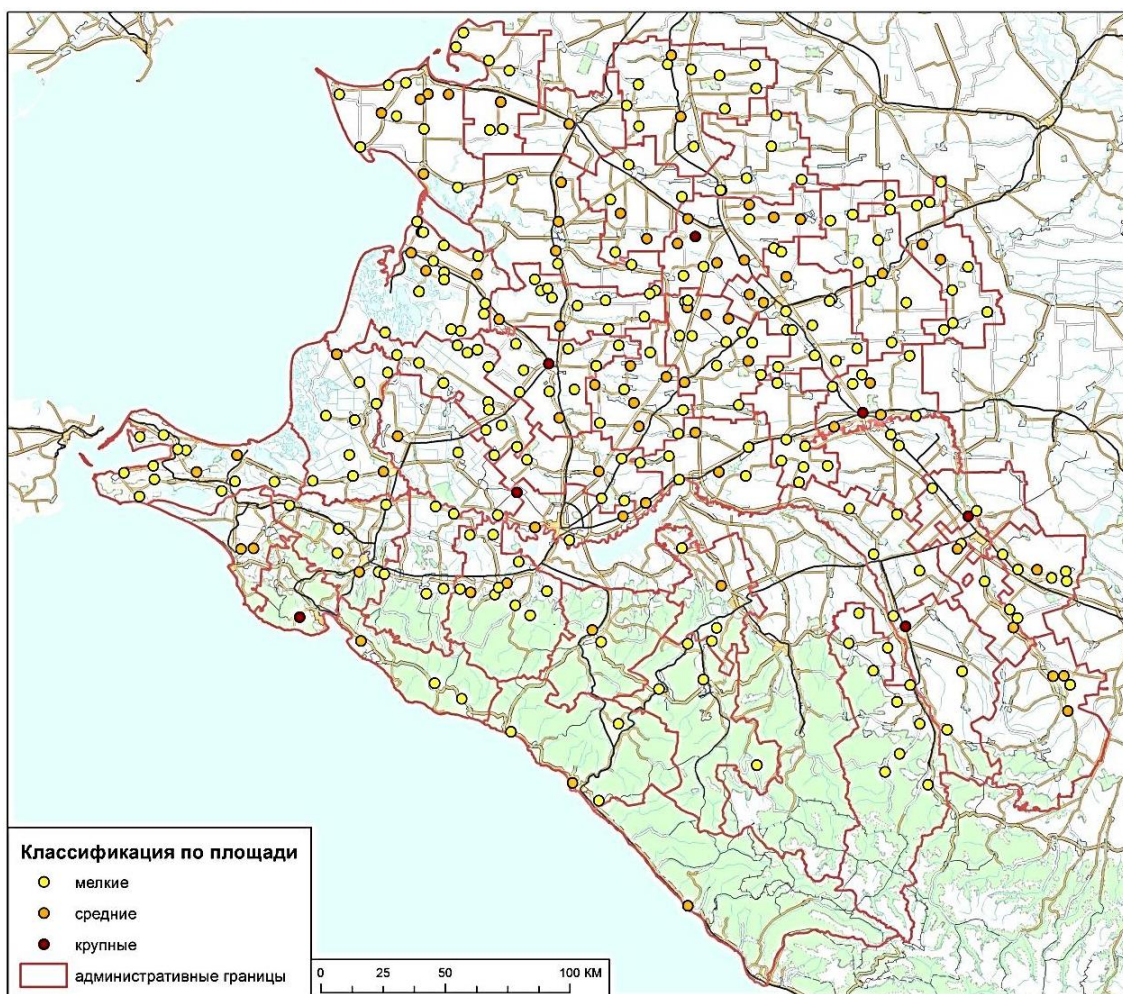 Классификация по площади
мелкие
средние
крупные
административные границы
0 25 50 100 КМ